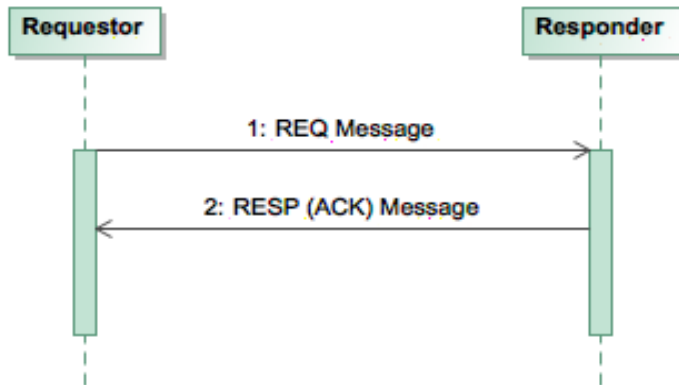 Requestor
Responder
1: REQ Message
2: RESP (ACK) Message